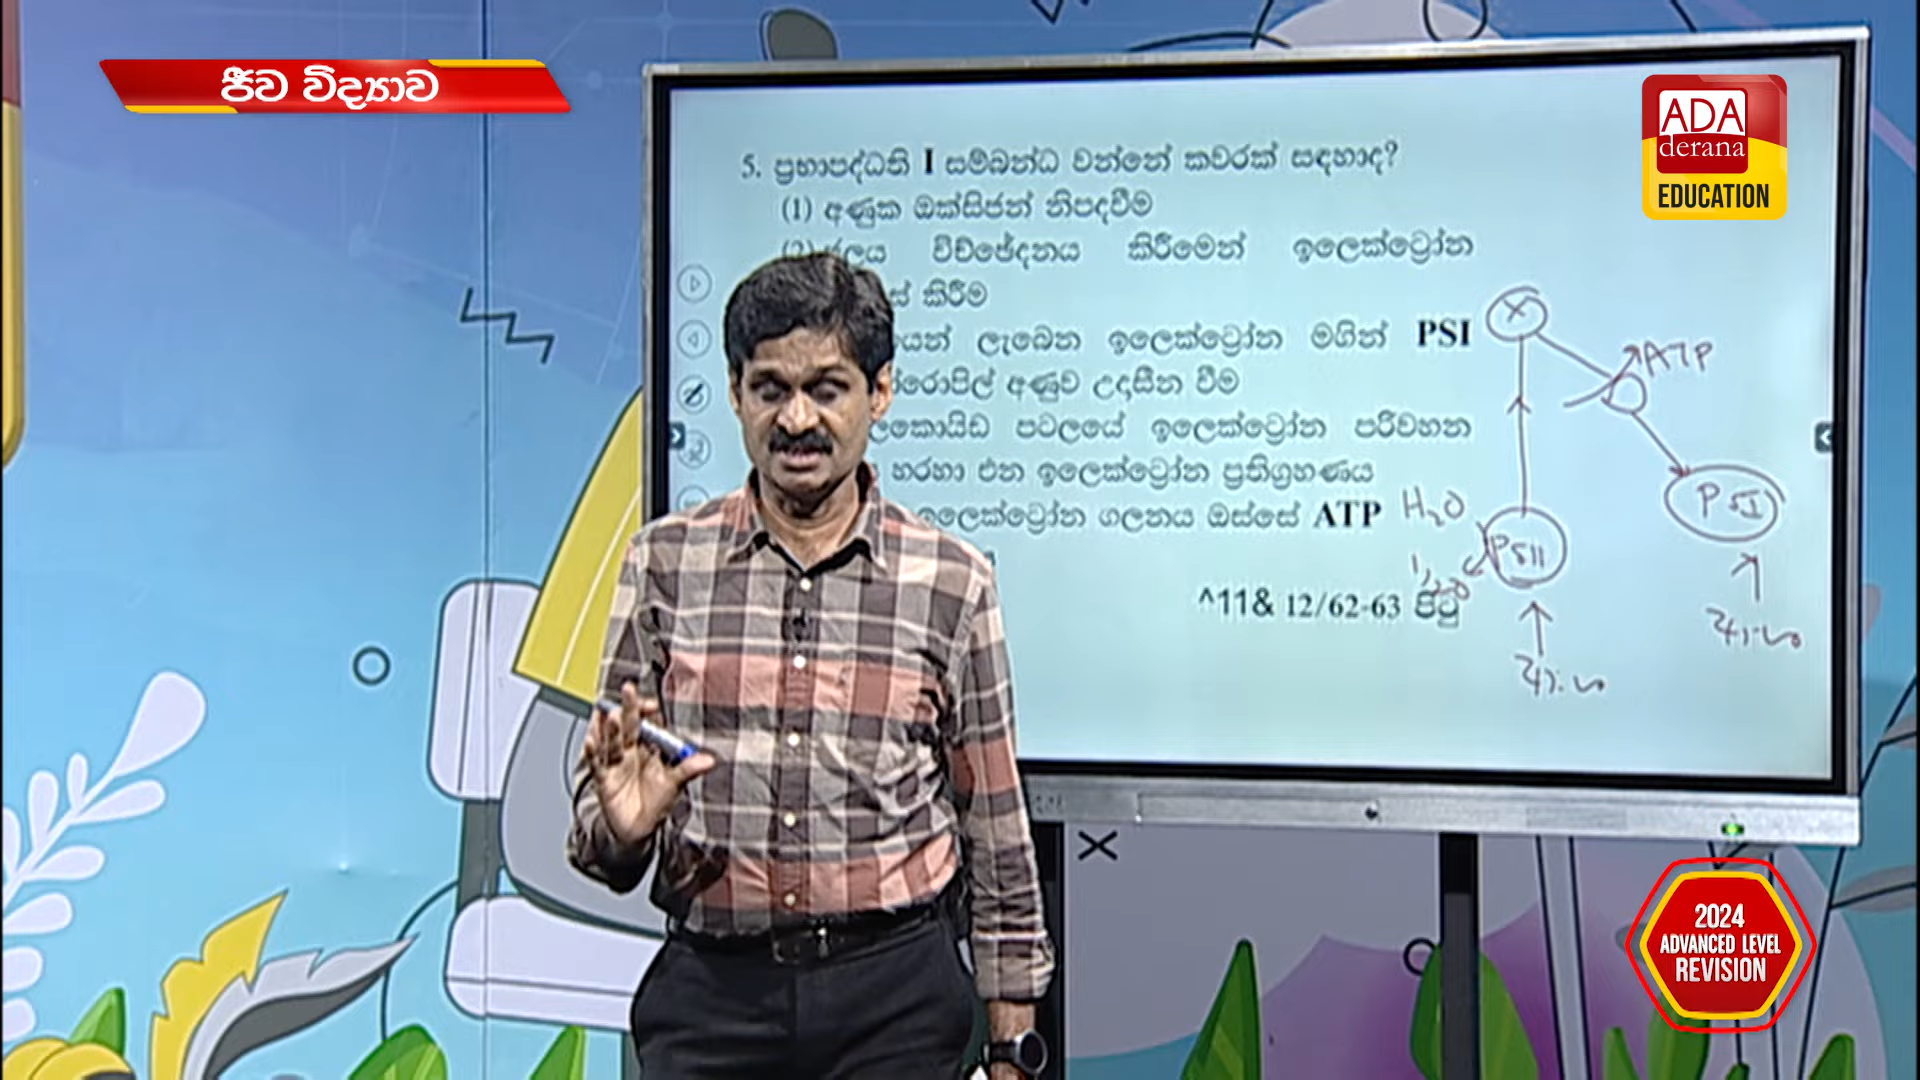 ජීව විද්‍යාව
ADA
derana
EDUCATION
5. ප්‍රභාපද්ධති I සම්බන්ධ වන්නේ කවරක් සඳහාද?
(1) අණුක ඔක්සිජන් නිපදවීම
(2) ජලය විච්ඡේදනය කිරීමෙන් ඉලෙක්ට්‍රෝන
කිරීම
ලැබෙන ඉලෙක්ට්‍රෝන මගින් PSI
අණුව උදාසීන වීම
පටලයේ ඉලෙක්ට්‍රෝන පරිවහන
හරහා එන ඉලෙක්ට්‍රෝන ප්‍රතිග්‍රහණය
ඉලෙක්ට්‍රෝන ගලනය ඔස්සේ ATP
^11& 12/62-63 පිටු
ATP
PSI
H₂O
PSII
2024
ADVANCED LEVEL
REVISION